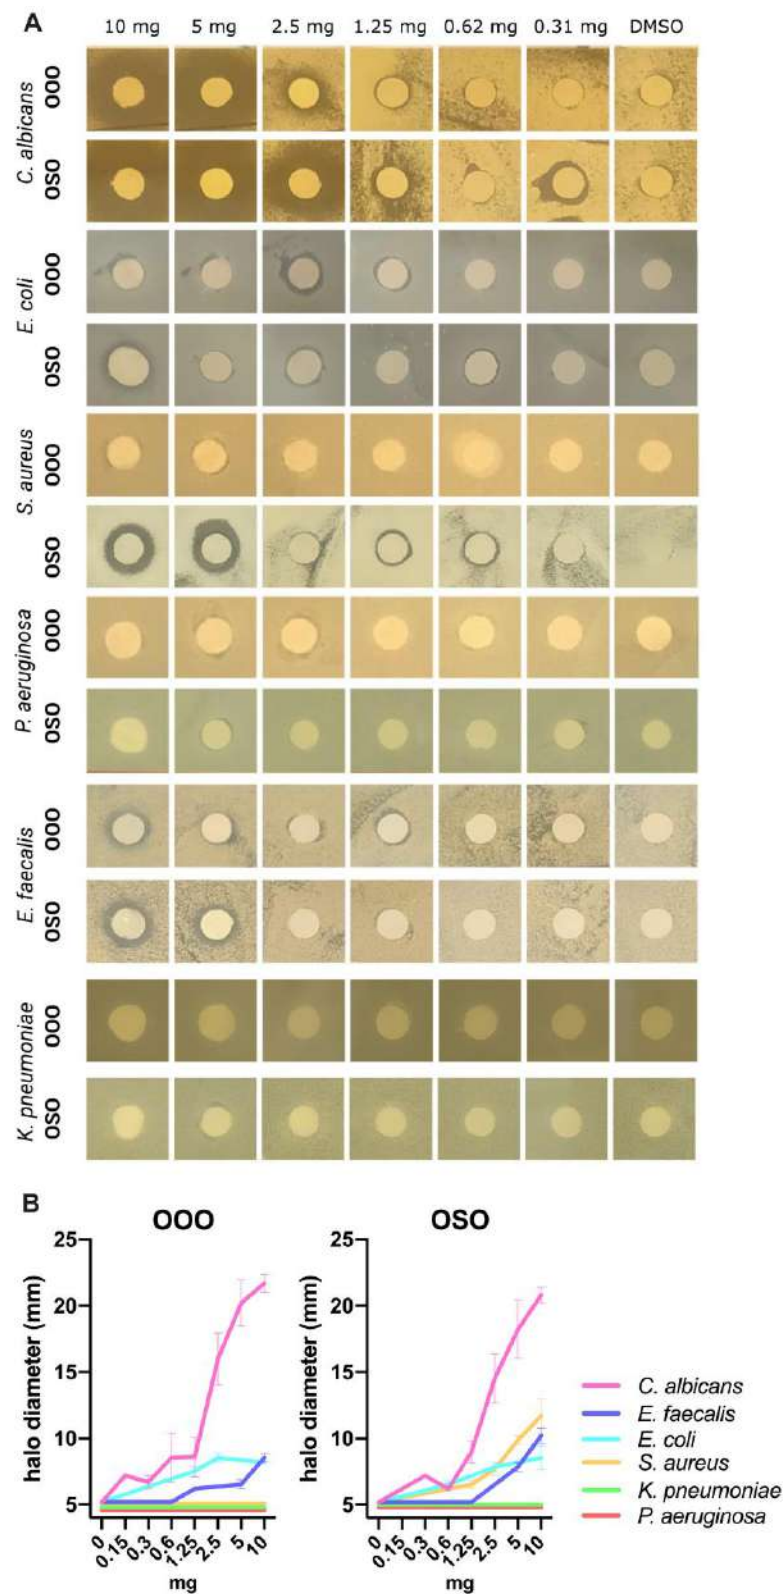 A
10 mg 5 mg 2.5 mg 1.25 mg 0.62 mg 0.31 mg DMSO
C. albicans
OOO
OSO
E. coli
OOO
OSO
S. aureus
OOO
OSO
P. aeruginosa
OOO
OSO
E. faecalis
OOO
OSO
K. pneumoniae
OOO
OSO
B
OOO
halo diameter (mm)
25
20
15
10
5
0 0.15 0.3 0.6 1.25 2.5 5 10
mg
OSO
halo diameter (mm)
25
20
15
10
5
0 0.15 0.3 0.6 1.25 2.5 5 10
mg
C. albicans
E. faecalis
E. coli
S. aureus
K. pneumoniae
P. aeruginosa